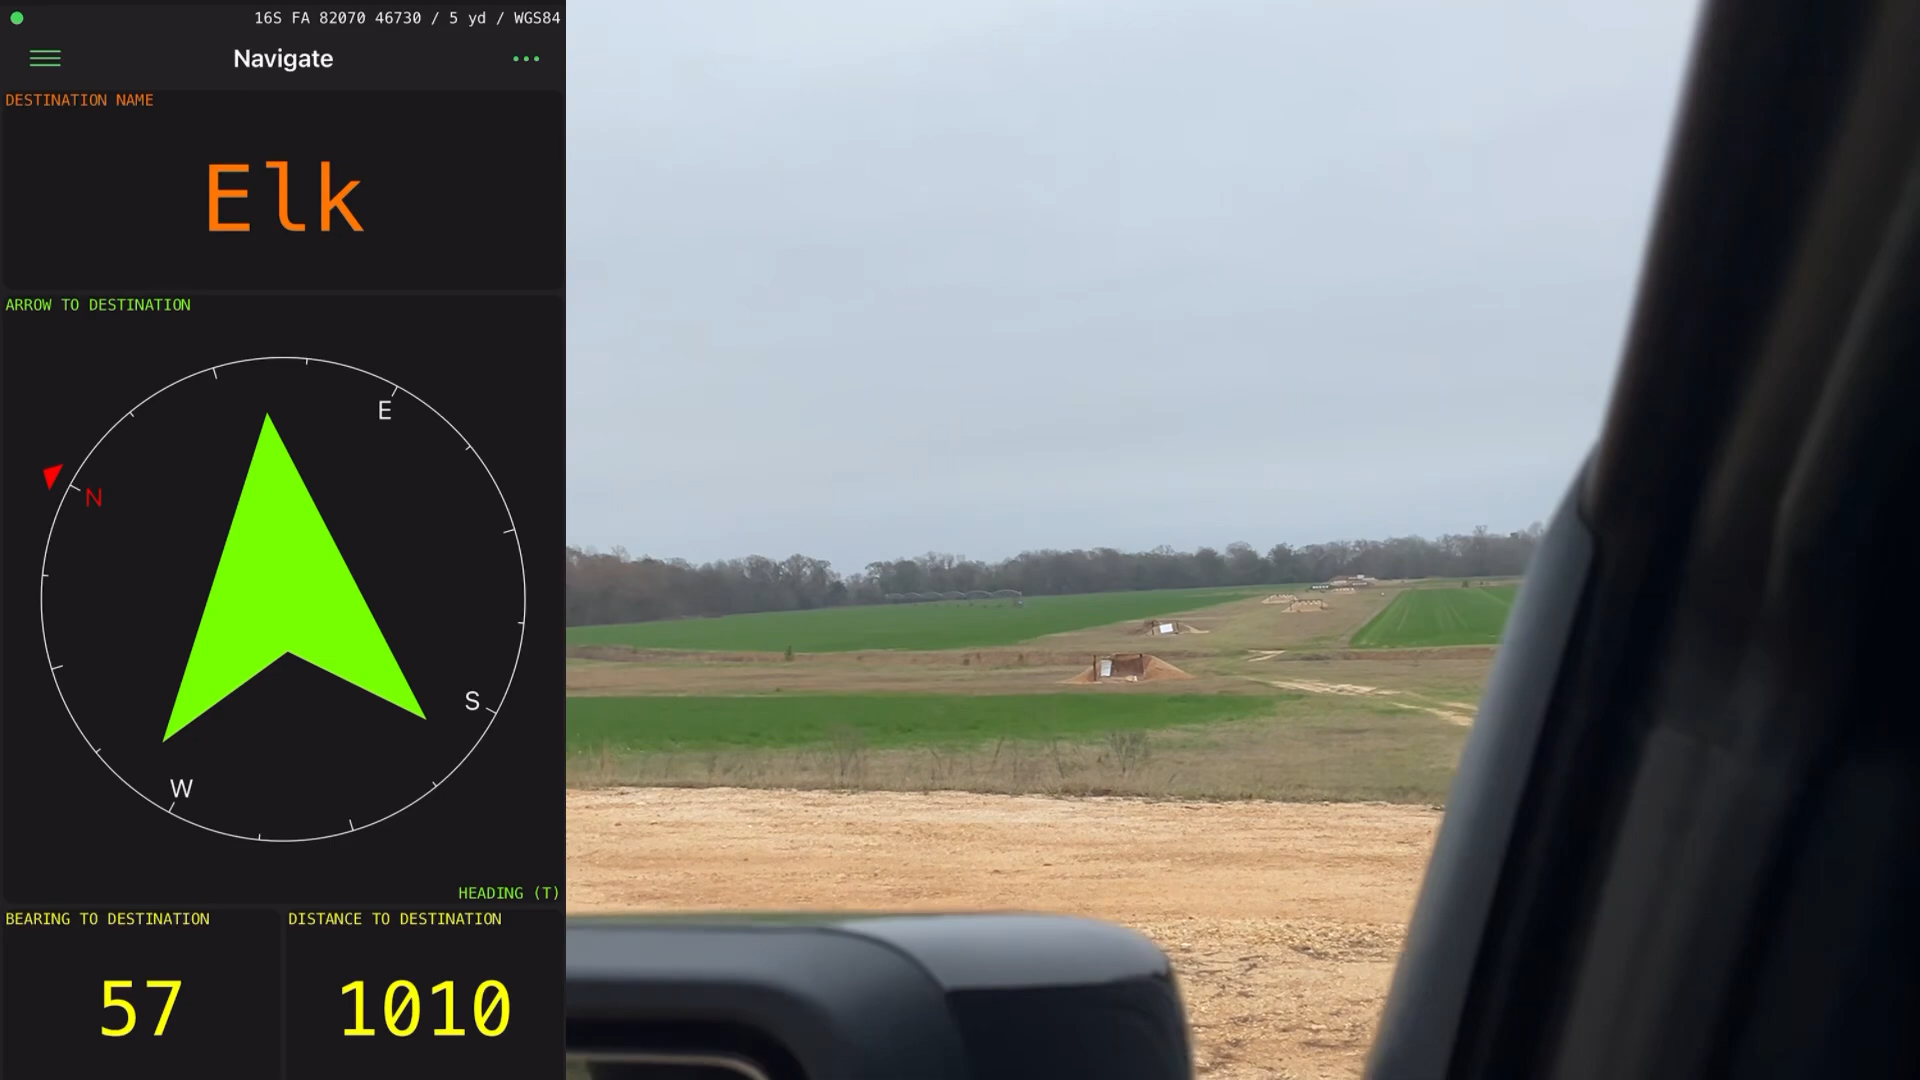 16S FA 82070 46730 / 5 yd / WGS84
Navigate
DESTINATION NAME
Elk
ARROW TO DESTINATION
N
E
S
W
HEADING (T)
BEARING TO DESTINATION
DISTANCE TO DESTINATION
57
1010